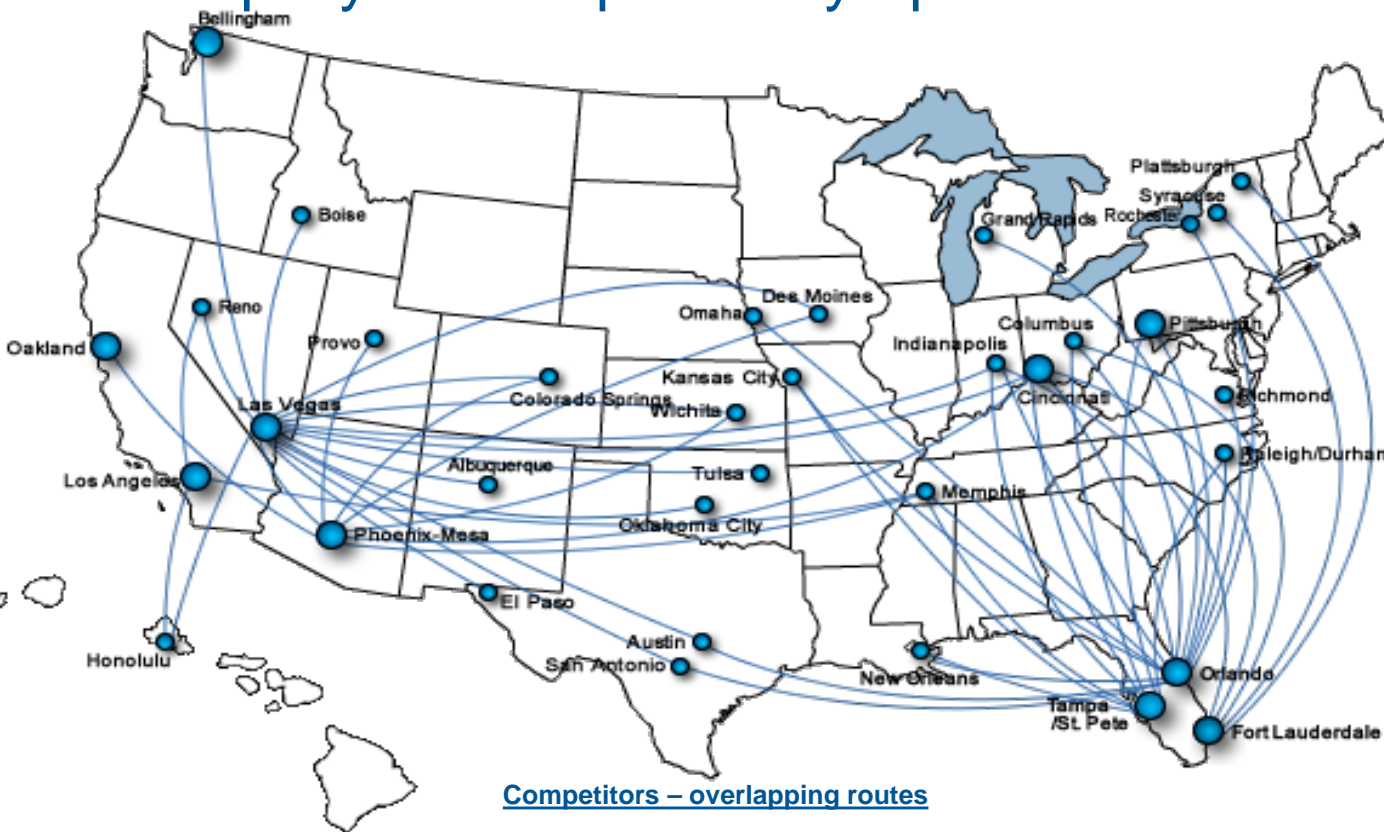 Bellingham
Plattsburgh
Syracuse
Boise
Grand Rapids
Rochester
Reno
Des Moines
Omaha
Columbus
Pittsburgh
Provo
Oakland
Indianapolis
Kansas City
Colorado Springs
Wichita
Cincinnati
Richmond
Las Vegas
Raleigh/Durham
Albuquerque
Tulsa
Los Angeles
Memphis
Oklahoma City
Phoenix-Mesa
El Paso
Austin
San Antonio
Honolulu
New Orleans
Orlando
Tampa
/St. Pete
Fort Lauderdale
Competitors – overlapping routes